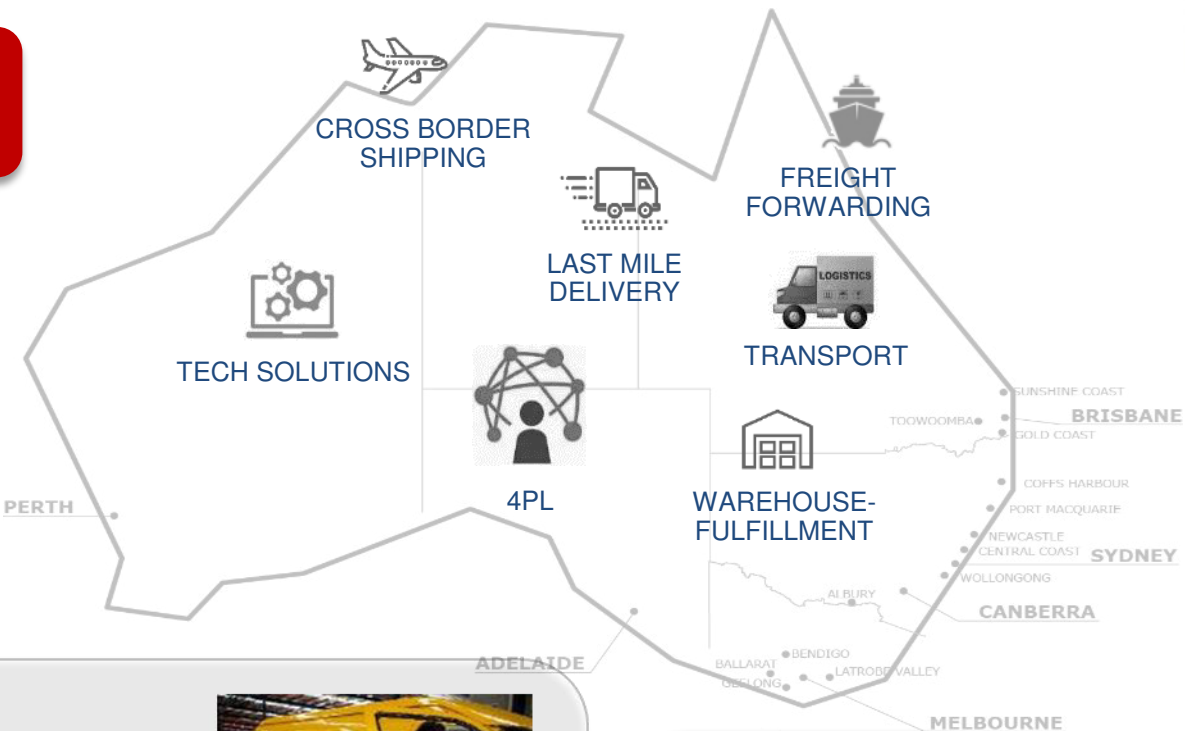 CROSS BORDER
SHIPPING
FREIGHT
FORWARDING
LAST MILE
DELIVERY
LOGISTICS
TECH SOLUTIONS
TRANSPORT
SUNSHINE COAST
TOOWOOMBA
BRISBANE
GOLD COAST
4PL
WAREHOUSE-
FULFILLMENT
COFFS HARBOUR
PERTH
PORT MACQUARIE
NEWCASTLE
CENTRAL COAST
SYDNEY
WOLLONGONG
ALBURY
CANBERRA
BENDIGO
ADELAIDE
BALLARAT
LATROBE VALLEY
GEELONG
MELBOURNE